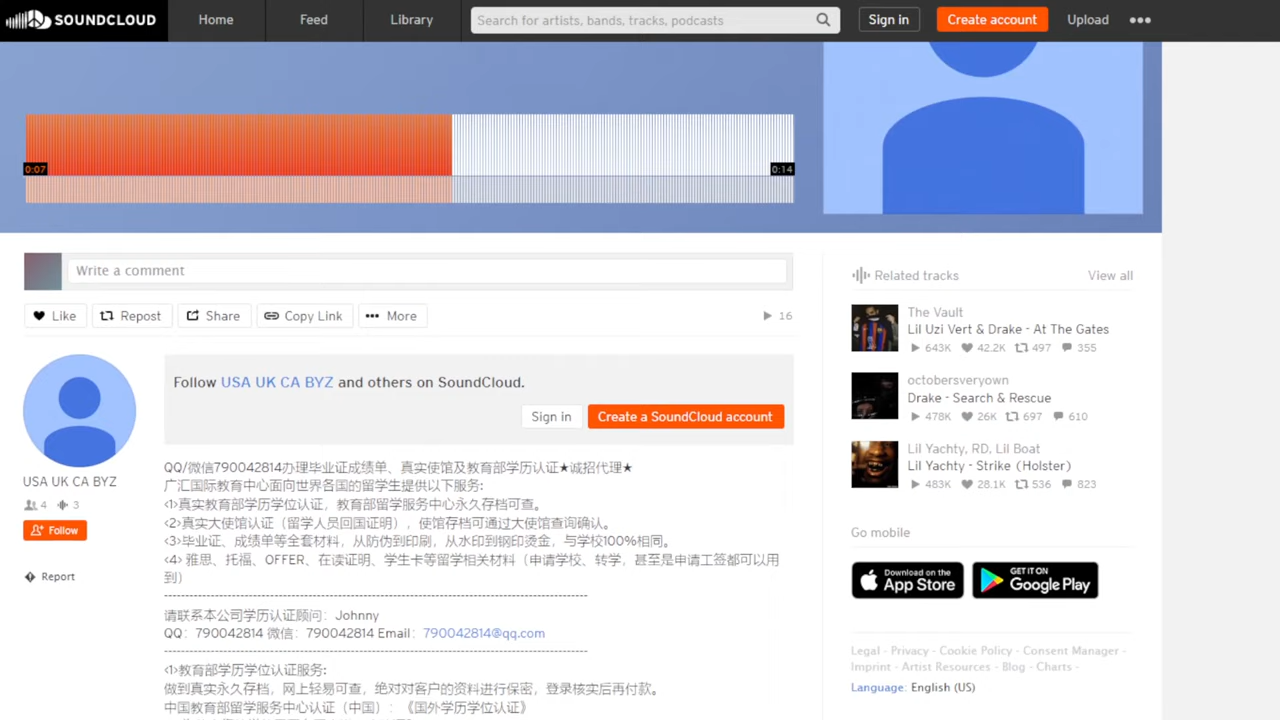 SOUNDCLOUD
Home
Feed
Library
Search for artists, bands, tracks, podcasts
Sign in
Create account
Upload
0:07
0:14
Write a comment
Like
Repost
Share
Copy Link
More
16
Follow USA UK CA BYZ and others on SoundCloud.
Sign in
Create a SoundCloud account
USA UK CA BYZ
4
3
Follow
Report
QQ/微信790042814办理毕业证成绩单、真实使馆及教育部学历认证★诚招代理★
广汇国际教育中心面向世界各国的留学生提供以下服务:
<1>真实教育部学历学位认证，教育部留学服务中心永久存档可查。
<2>真实大使馆认证（留学人员回国证明），使馆存档可通过大使馆查询确认。
<3>毕业证、成绩单等全套材料，从防伪到印刷，从水印到钢印烫金，与学校100%相同。
<4> 雅思、托福、OFFER、在读证明、学生卡等留学相关材料（申请学校、转学，甚至是申请工签都可以用
到）
-----------------------------------------------------------------------
请联系本公司学历认证顾问：Johnny
QQ：790042814 微信：790042814 Email：790042814@qq.com
-----------------------------------------------------------------------
<1>教育部学历学位认证服务:
做到真实永久存档，网上轻易可查，绝对对客户的资料进行保密，登录核实后再付款。
中国教育部留学服务中心认证（中国）：《国外学历学位认证》
Related tracks
View all
The Vault
Lil Uzi Vert & Drake - At The Gates
643K 42.2K 497 355
octobersveryown
Drake - Search & Rescue
478K 26K 697 610
Lil Yachty, RD, Lil Boat
Lil Yachty - Strike (Holster)
483K 28.1K 536 823
Go mobile
Download on the
App Store
GET IT ON
Google Play
Legal - Privacy - Cookie Policy - Consent Manager -
Imprint - Artist Resources - Blog - Charts -
Language: English (US)